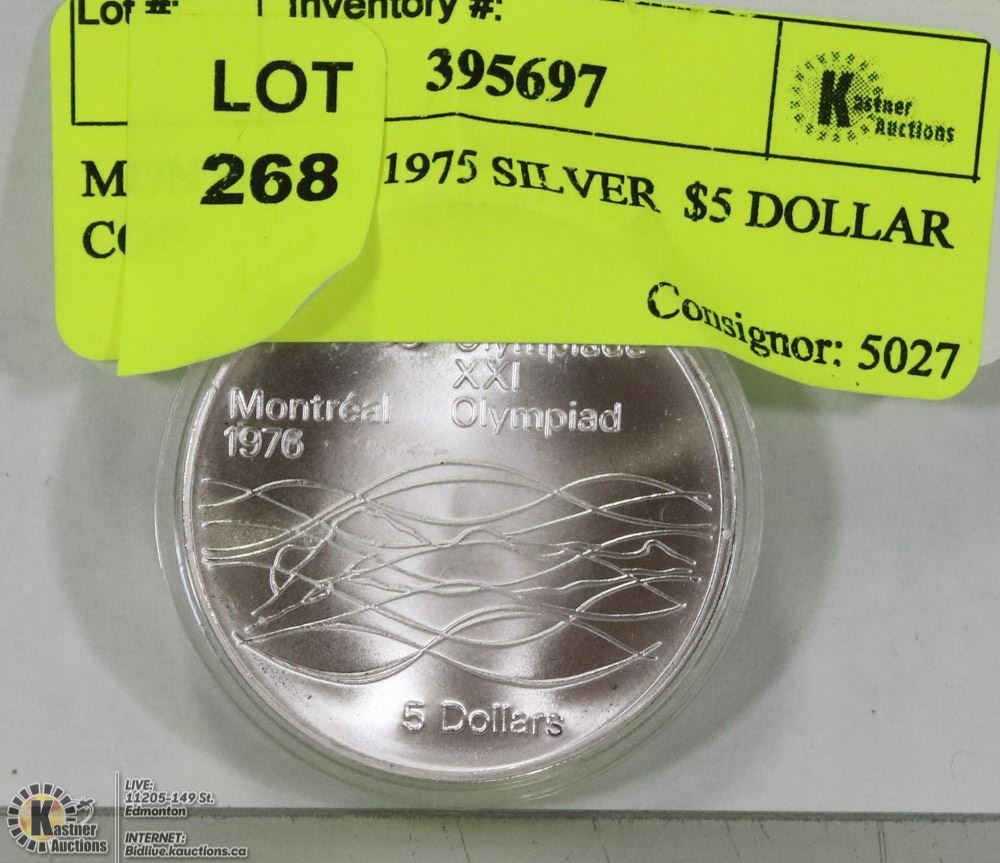 Lot #:
Inventory #:
LOT
268
395697
Kastner
Auctions
1975 SILVER $5 DOLLAR
Consignor: 5027
Olympiade
XXI
Olympiad
Montréal
1976
5 Dollars
Kastner
Auctions
LIVE:
11205-149 St.
Edmonton
INTERNET:
Bidlive.kauctions.ca